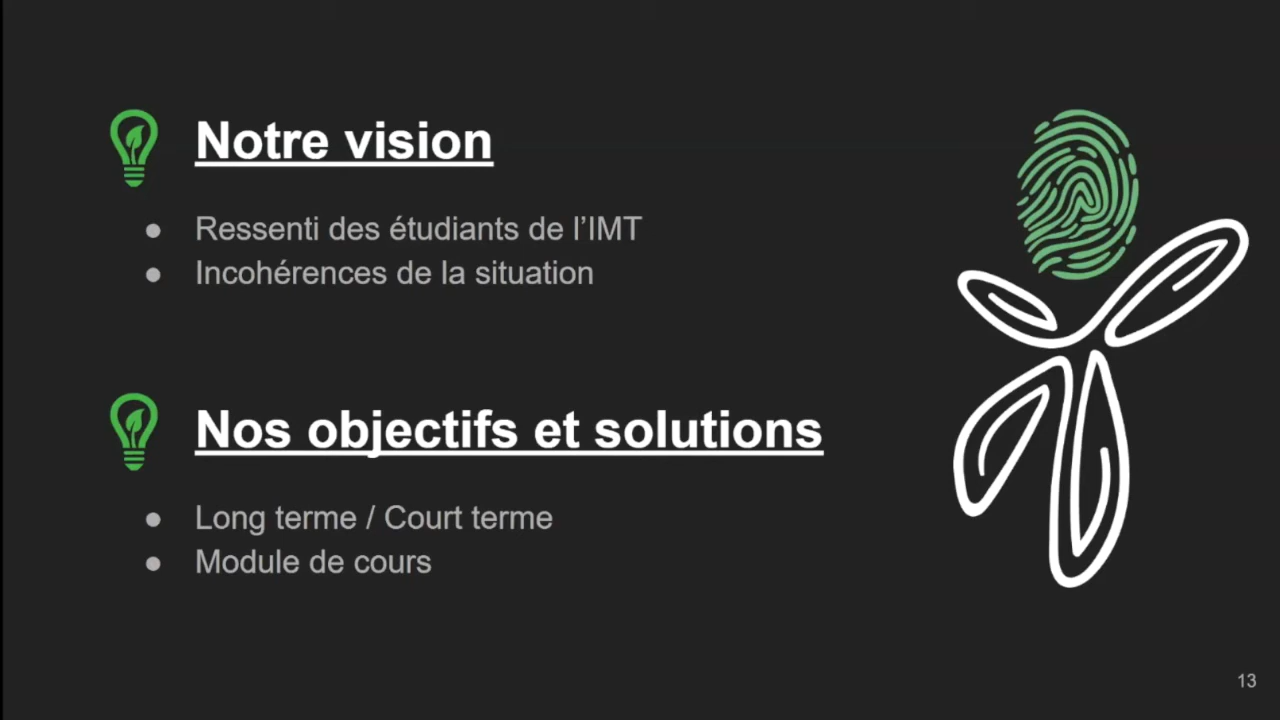 Notre vision
● Ressenti des étudiants de l’IMT
● Incohérences de la situation
Nos objectifs et solutions
● Long terme / Court terme
● Module de cours
13